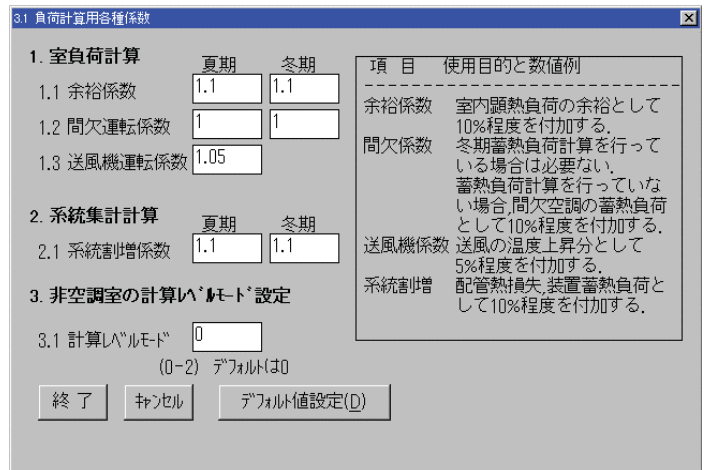 3.1 負荷計算用各種係数
1. 室負荷計算
夏期 冬期
1.1 余裕係数 1.1 1.1
1.2 間欠運転係数 1 1
1.3 送風機運転係数 1.05
2. 系統集計計算
夏期 冬期
2.1 系統割増係数 1.1 1.1
3. 非空調室の計算ﾚﾍﾞﾙﾓｰﾄﾞ設定
3.1 計算ﾚﾍﾞﾙﾓｰﾄﾞ 0
(0-2) ﾃﾞﾌｫﾙﾄは0
終 了 ｷｬﾝｾﾙ ﾃﾞﾌｫﾙﾄ値設定(D)
項 目 使用目的と数値例
余裕係数 室内顕熱負荷の余裕として
10%程度を付加する.
間欠係数 冬期蓄熱負荷計算を行って
いる場合は必要ない.
蓄熱負荷計算を行っていな
い場合,間欠空調の蓄熱負荷
として10%程度を付加する.
送風機係数 送風の温度上昇分として
5%程度を付加する.
系統割増 配管熱損失,装置蓄熱負荷と
して10%程度を付加する.